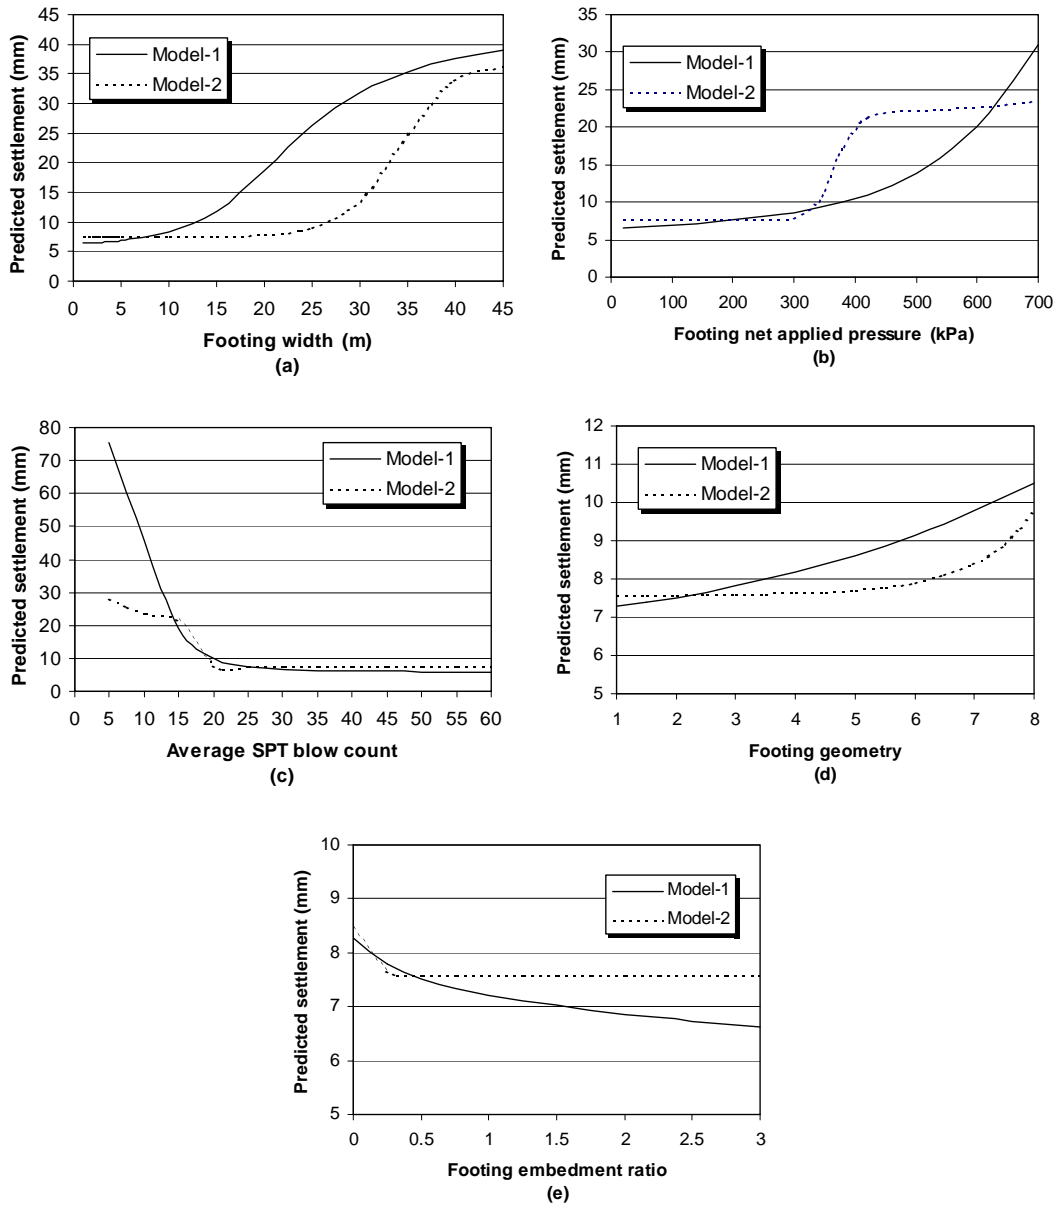 45
40
35
30
25
20
15
10
5
0
Predicted settlement (mm)
Model-1
Model-2
0 5 10 15 20 25 30 35 40 45
Footing width (m)
(a)
35
30
25
20
15
10
5
0
Predicted settlement (mm)
Model-1
Model-2
0 100 200 300 400 500 600 700
Footing net applied pressure (kPa)
(b)
80
70
60
50
40
30
20
10
0
Predicted settlement (mm)
Model-1
Model-2
0 5 10 15 20 25 30 35 40 45 50 55 60
Average SPT blow count
(c)
12
11
10
9
8
7
6
5
Predicted settlement (mm)
Model-1
Model-2
1 2 3 4 5 6 7 8
Footing geometry
(d)
10
9
8
7
6
5
Predicted settlement (mm)
Model-1
Model-2
0 0.5 1 1.5 2 2.5 3
Footing embedment ratio
(e)